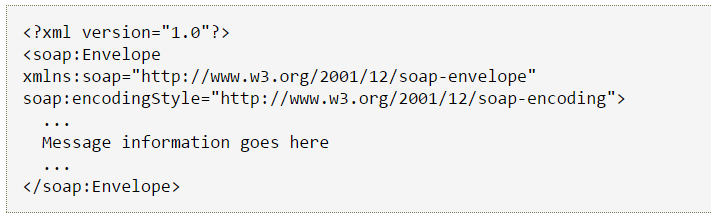 <?xml version="1.0"?>
<soap:Envelope
xmlns:soap="http://www.w3.org/2001/12/soap-envelope"
soap:encodingStyle="http://www.w3.org/2001/12/soap-encoding">
  ...
  Message information goes here
  ...
</soap:Envelope>